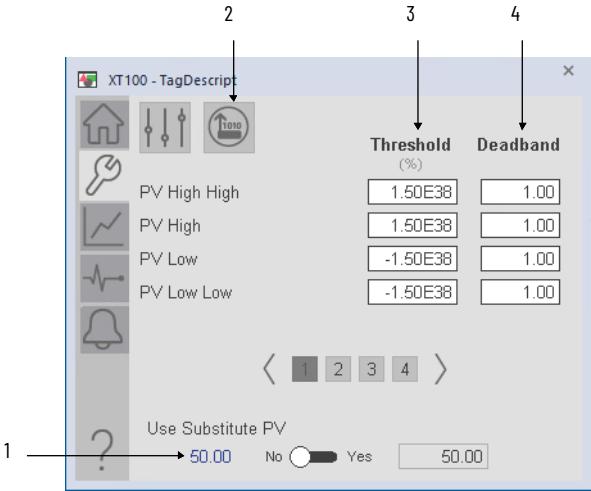 2 3 4
XT100 - TagDescript ×
1010
Threshold Deadband
(%)
PV High High 1.50E38 1.00
PV High 1.50E38 1.00
PV Low -1.50E38 1.00
PV Low Low -1.50E38 1.00
1 2 3 4
Use Substitute PV
1 50.00 No Yes 50.00
?